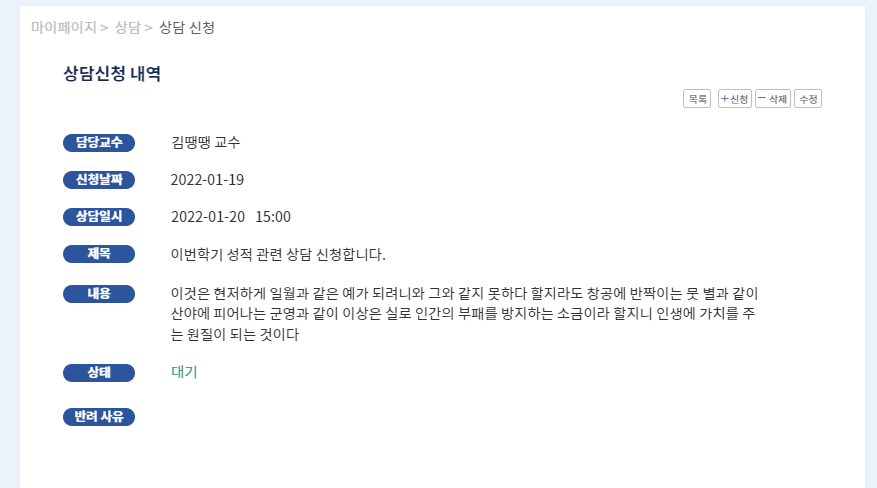 마이페이지 > 상담 > 상담 신청
상담신청 내역
목록 +신청 − 삭제 수정
담당교수 김땡땡 교수
신청날짜 2022-01-19
상담일시 2022-01-20 15:00
제목 이번학기 성적 관련 상담 신청합니다.
내용 이것은 현저하게 일월과 같은 예가 되려니와 그와 같지 못하다 할지라도 창공에 반짝이는 뭇 별과 같이
산야에 피어나는 군영과 같이 이상은 실로 인간의 부패를 방지하는 소금이라 할지니 인생에 가치를 주
는 원질이 되는 것이다
상태 대기
반려 사유